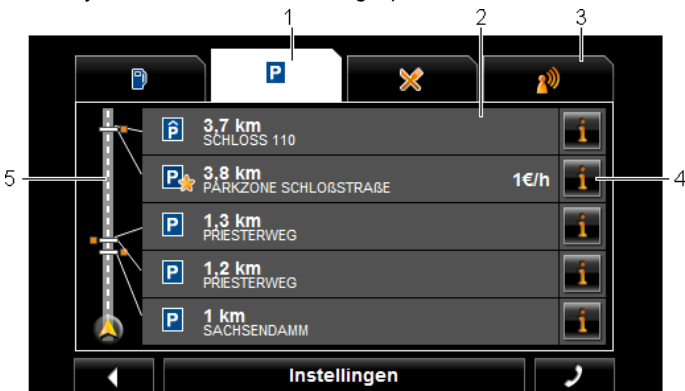 1
2
3
P
P
3,7 km
SCHLOSS 110
i
P
3,8 km
PARKZONE SCHLOßSTRAßE
1€/h
i
4
5
P
1,3 km
PRIESTERWEG
i
P
1,2 km
PRIESTERWEG
i
P
1 km
SACHSENDAMM
i
Instellingen